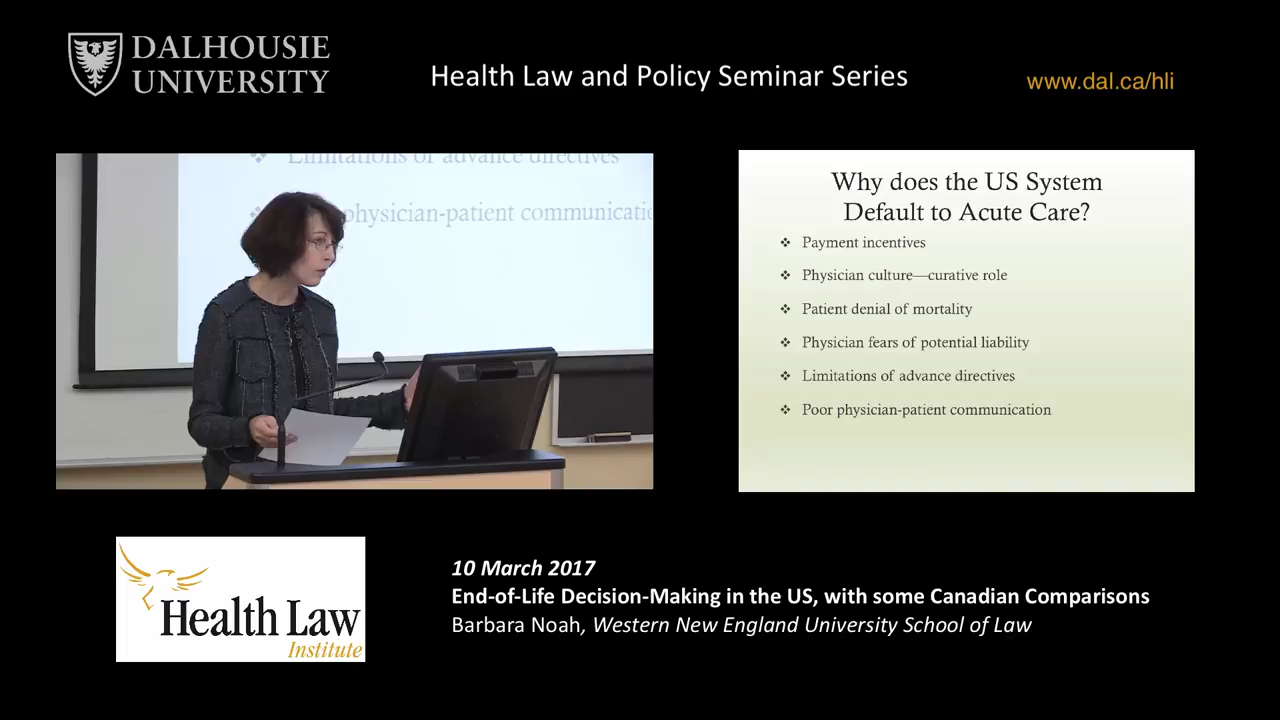 DALHOUSIE
UNIVERSITY
Health Law and Policy Seminar Series
www.dal.ca/hli
Limitations of advance directives
physician-patient
Why does the US System
Default to Acute Care?
❖ Payment incentives
❖ Physician culture—curative role
❖ Patient denial of mortality
❖ Physician fears of potential liability
❖ Limitations of advance directives
❖ Poor physician-patient communication
Health Law
Institute
10 March 2017
End-of-Life Decision-Making in the US, with some Canadian Comparisons
Barbara Noah, Western New England University School of Law